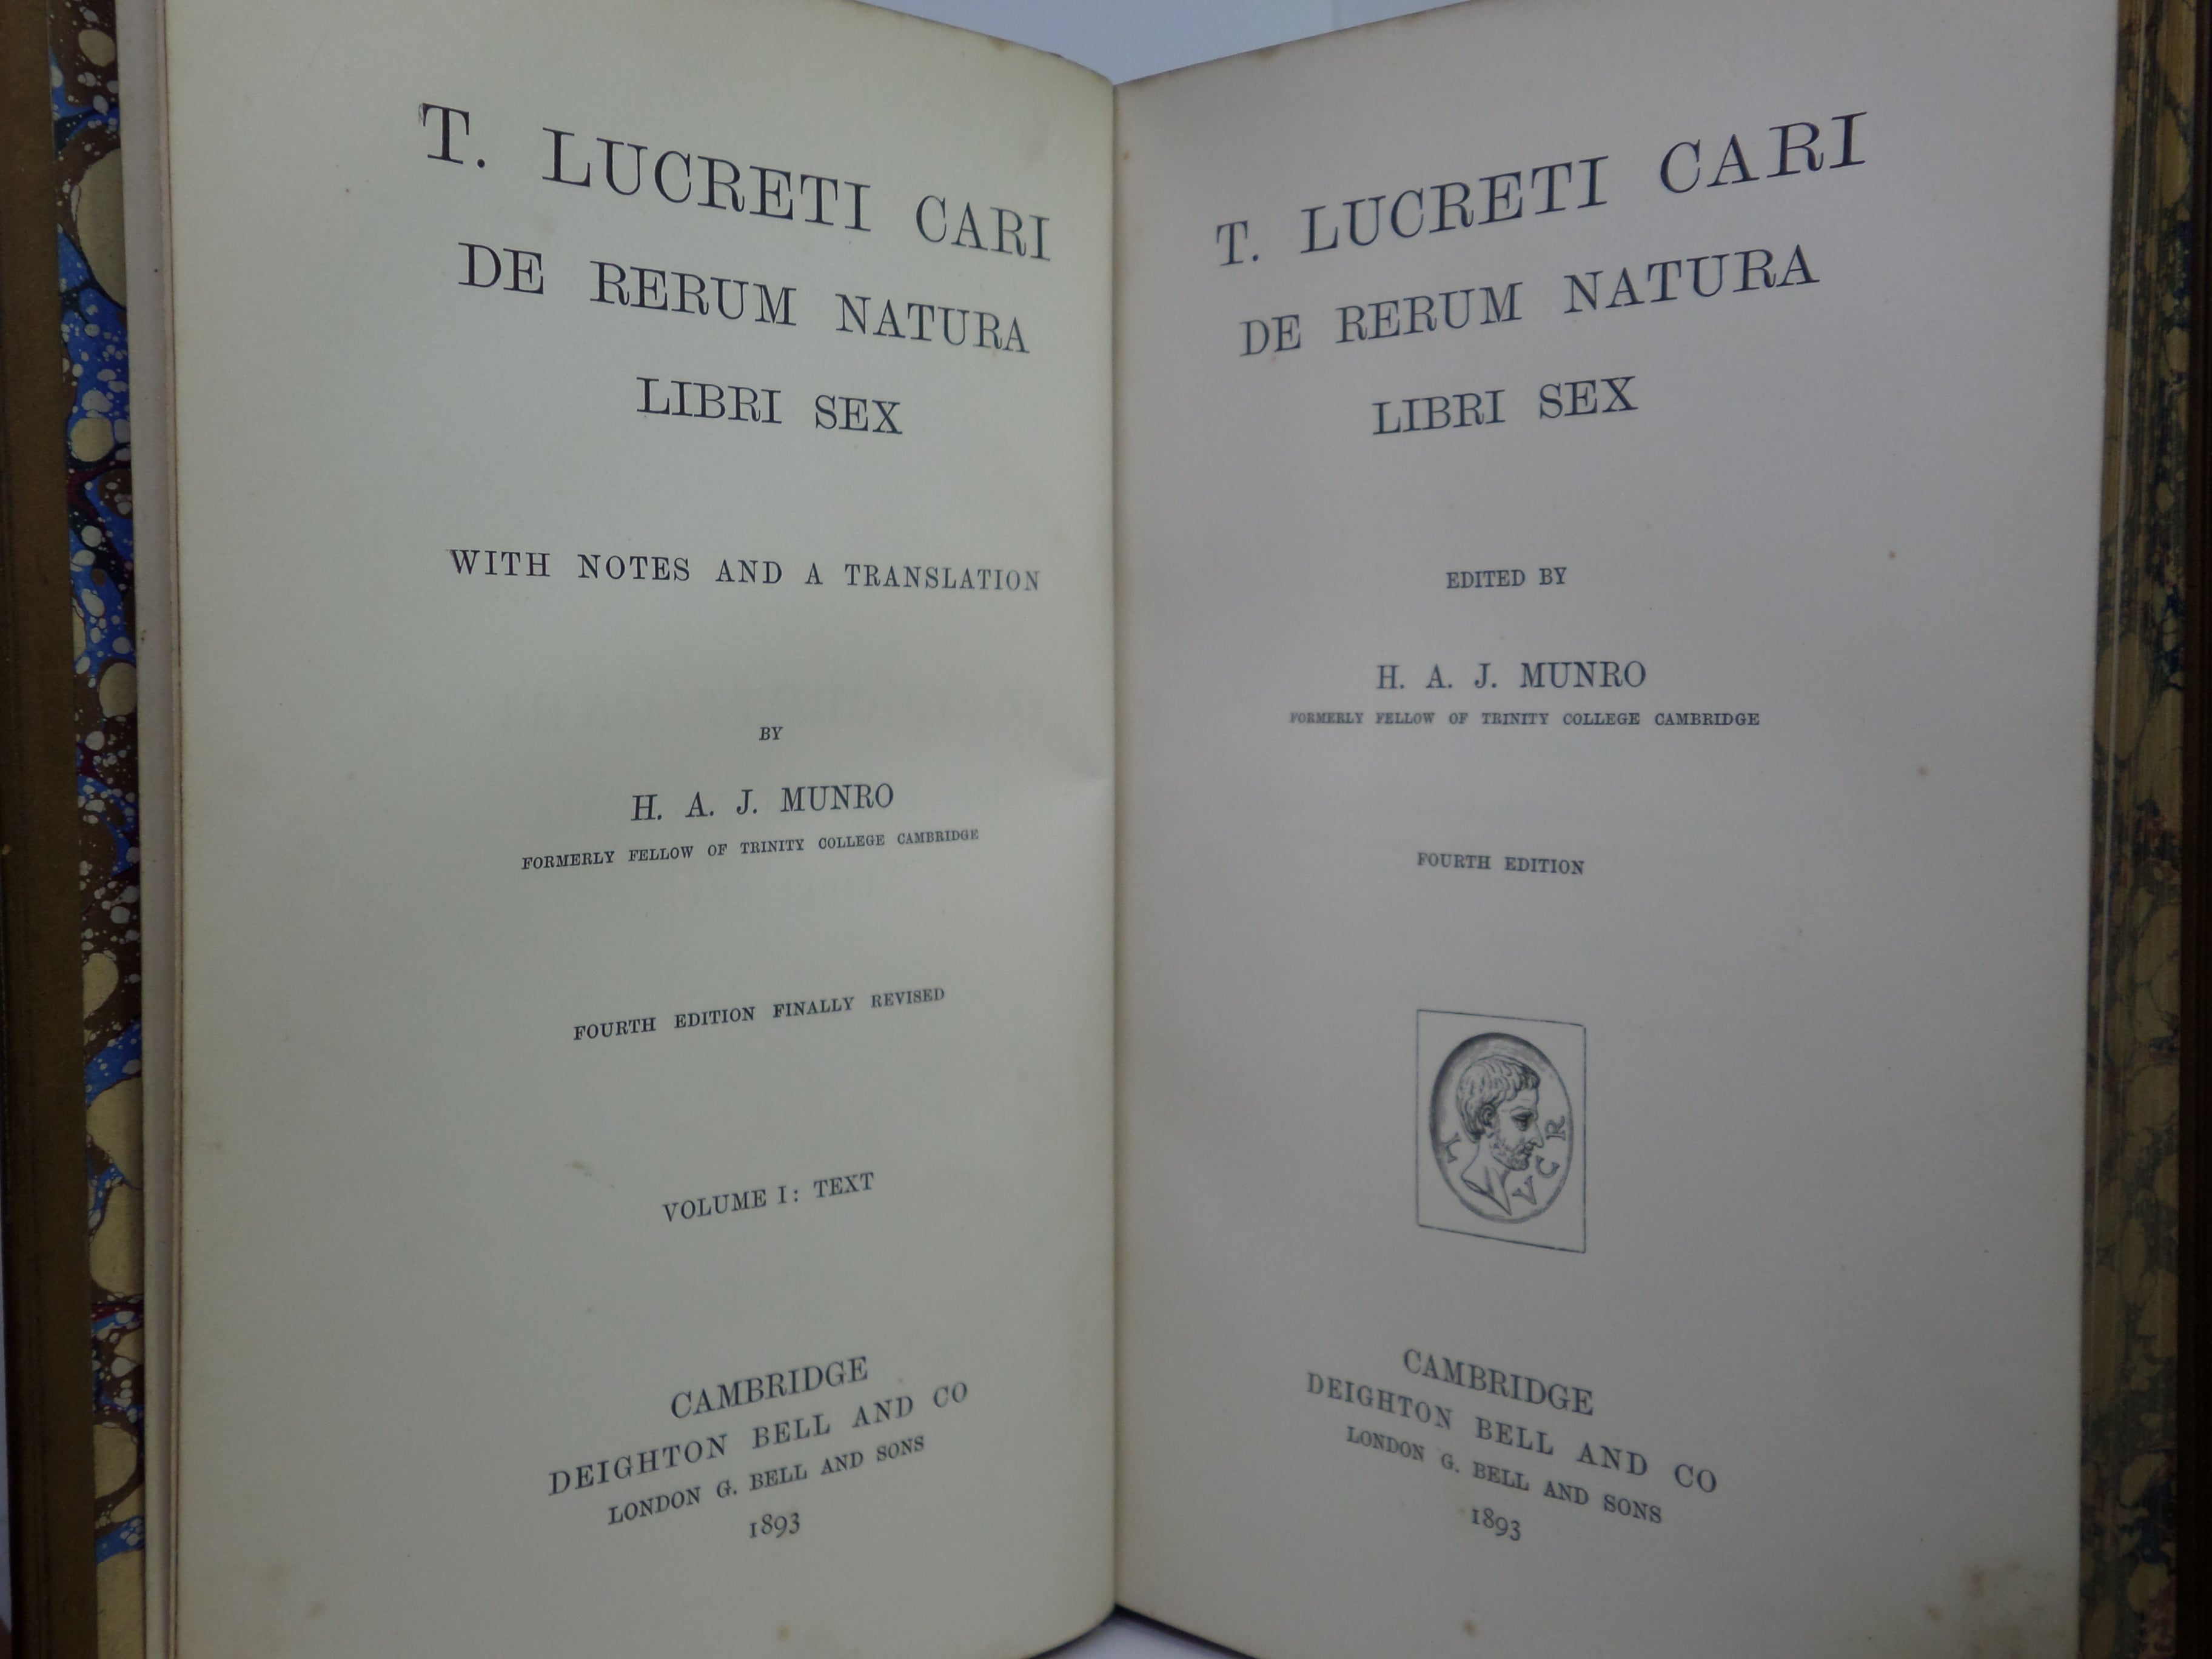 T. LUCRETI CARI
DE RERUM NATURA
LIBRI SEX
WITH NOTES AND A TRANSLATION
BY
H. A. J. MUNRO
FORMERLY FELLOW OF TRINITY COLLEGE CAMBRIDGE
FOURTH EDITION FINALLY REVISED
VOLUME I: TEXT
CAMBRIDGE
DEIGHTON BELL AND CO
LONDON G. BELL AND SONS
1893
T. LUCRETI CARI
DE RERUM NATURA
LIBRI SEX
EDITED BY
H. A. J. MUNRO
FORMERLY FELLOW OF TRINITY COLLEGE CAMBRIDGE
FOURTH EDITION
L V C R
CAMBRIDGE
DEIGHTON BELL AND CO
LONDON G. BELL AND SONS
1893